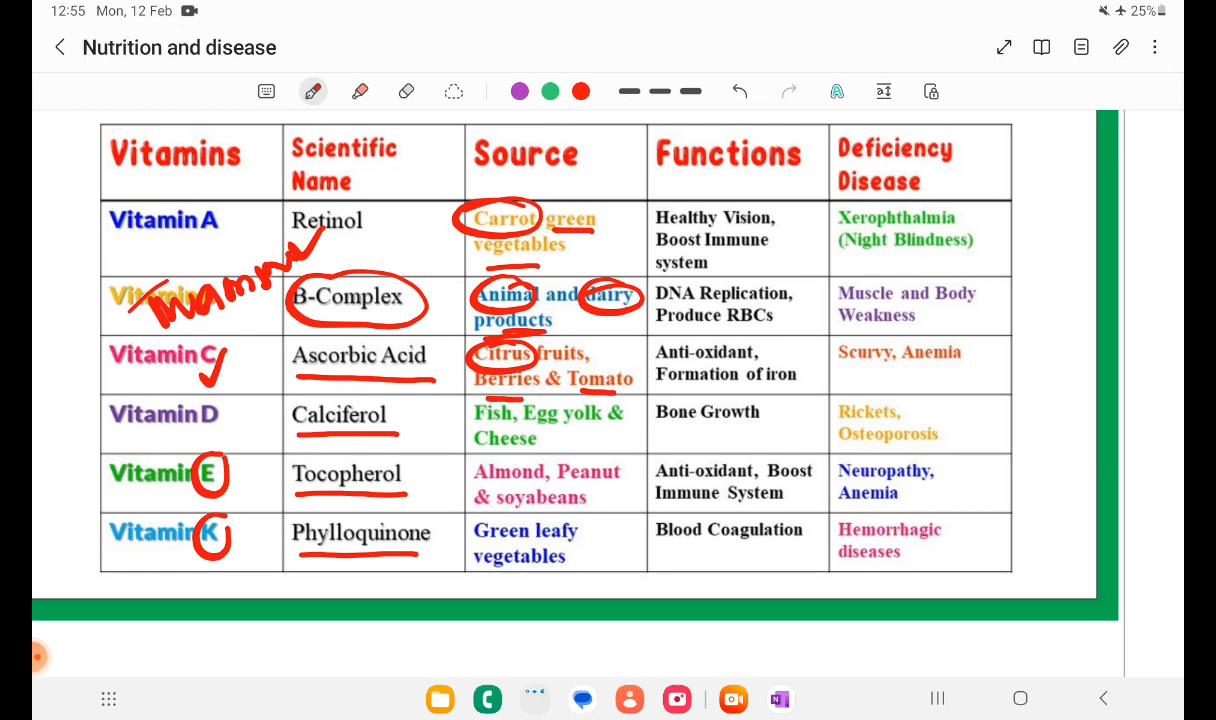 12:55 Mon, 12 Feb
25%
Nutrition and disease
Vitamins
Scientific
Name
Source
Functions
Deficiency
Disease
Vitamin A
Retinol
Carrot, green
vegetables
Healthy Vision,
Boost Immune
system
Xerophthalmia
(Night Blindness)
B-Complex
Animal and dairy
products
DNA Replication,
Produce RBCs
Muscle and Body
Weakness
Vitamin C
Ascorbic Acid
Citrus fruits,
Berries & Tomato
Anti-oxidant,
Formation of iron
Scurvy, Anemia
Vitamin D
Calciferol
Fish, Egg yolk &
Cheese
Bone Growth
Rickets,
Osteoporosis
Vitamin E
Tocopherol
Almond, Peanut
& soyabeans
Anti-oxidant, Boost
Immune System
Neuropathy,
Anemia
Vitamin K
Phylloquinone
Green leafy
vegetables
Blood Coagulation
Hemorrhagic
diseases